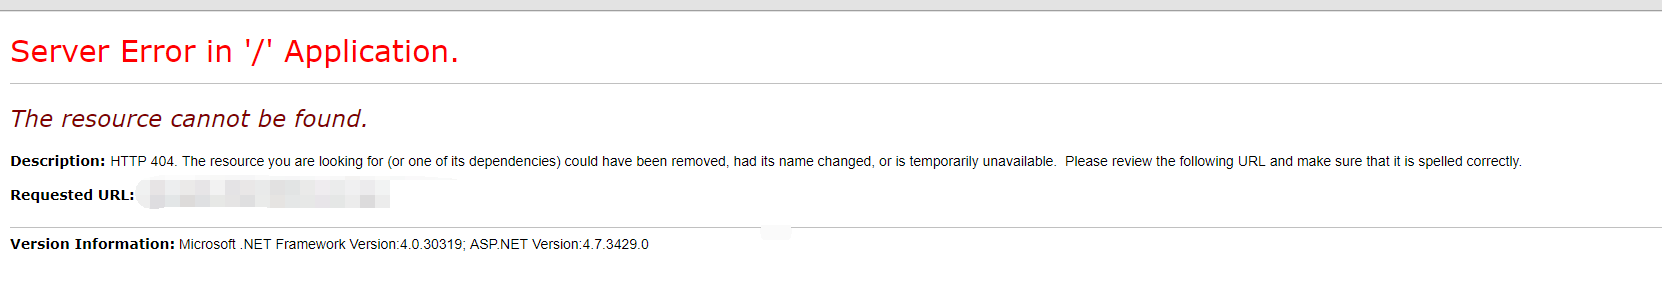 Server Error in '/' Application.
The resource cannot be found.
Description: HTTP 404. The resource you are looking for (or one of its dependencies) could have been removed, had its name changed, or is temporarily unavailable.  Please review the following URL and make sure that it is spelled correctly.
Requested URL:
Version Information: Microsoft .NET Framework Version:4.0.30319; ASP.NET Version:4.7.3429.0